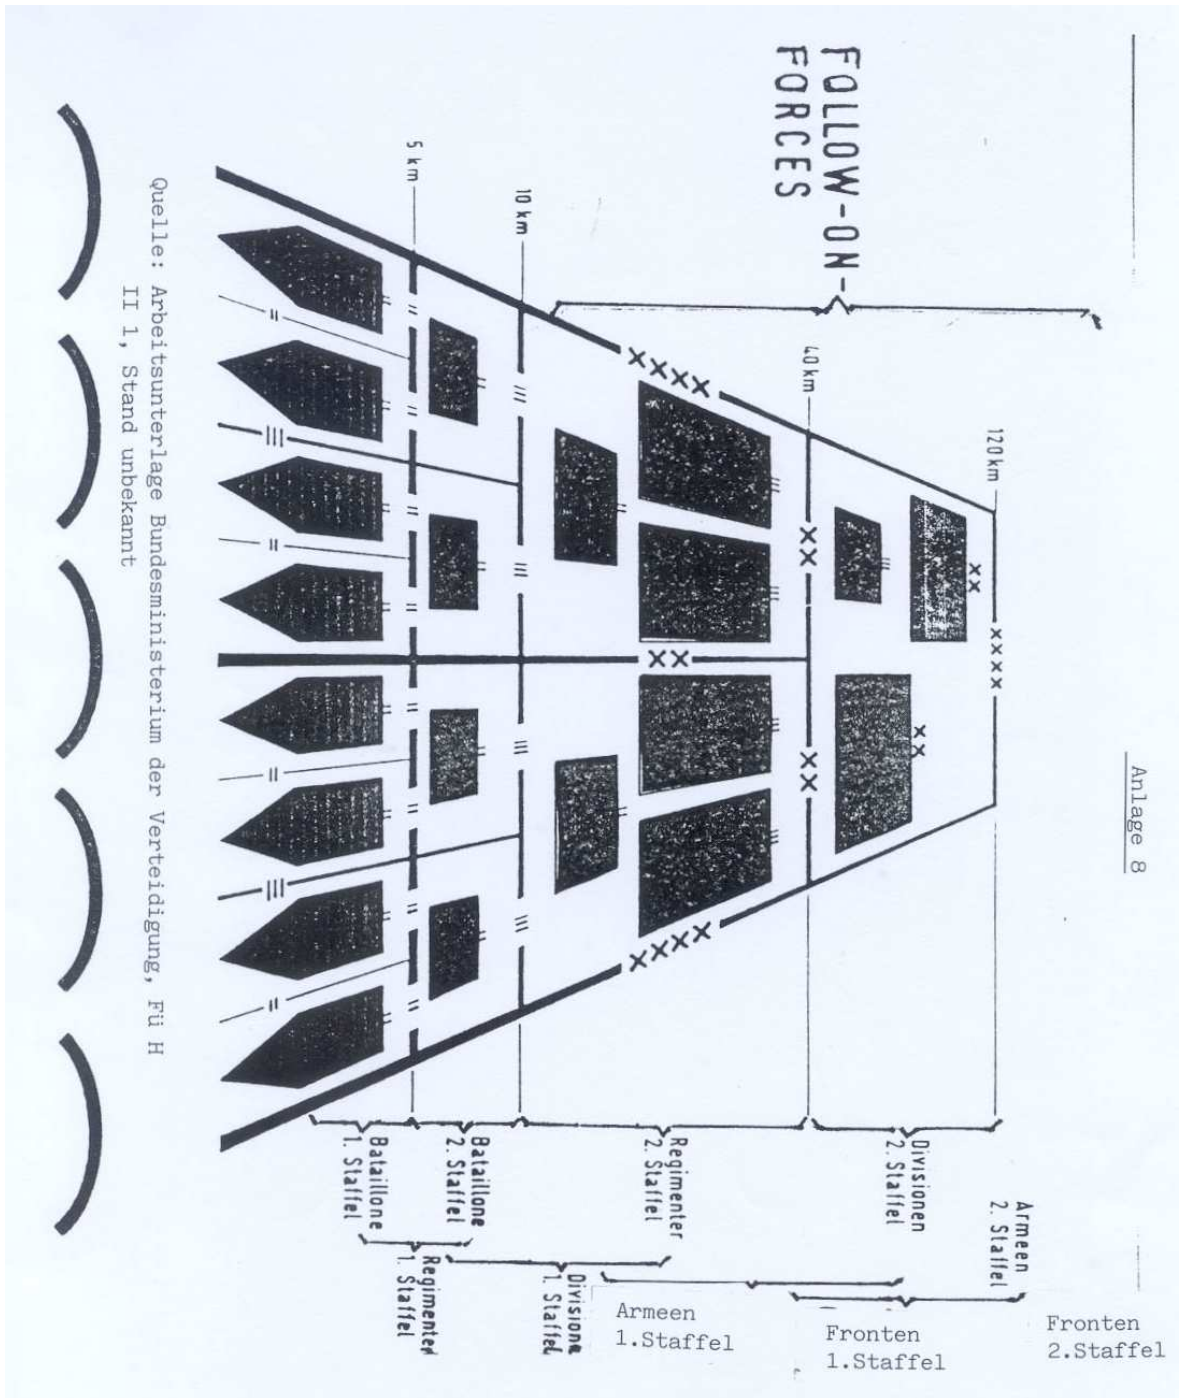 Anlage 8
FOLLOW-ON-
FORCES
120 km
40 km
10 km
5 km
XXXX
XX
XX
XXXX
XX
XX
XX
XXXX
XXXX
Armeen
2. Staffel
Divisionen
2. Staffel
Regimenter
2. Staffel
Bataillone
2. Staffel
Bataillone
1. Staffel
Regimenter
1. Staffel
Divisione
1. Staffel
Armeen
1.Staffel
Fronten
1.Staffel
Fronten
2.Staffel
Quelle: Arbeitsunterlage Bundesministerium der Verteidigung, Fü H
II 1, Stand unbekannt